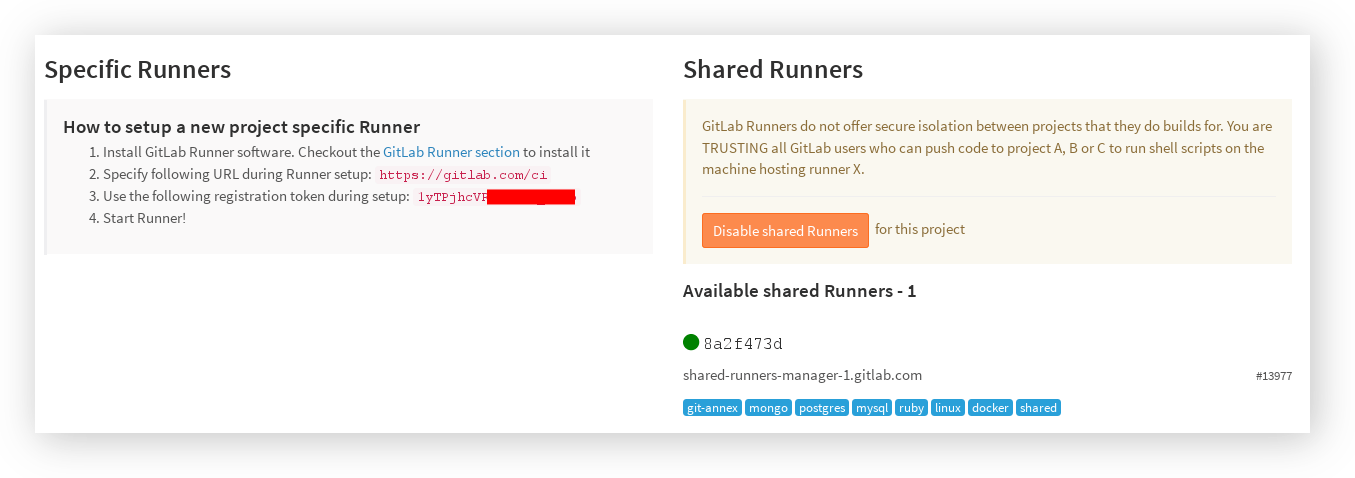 Specific Runners
How to setup a new project specific Runner
1. Install GitLab Runner software. Checkout the GitLab Runner section to install it
2. Specify following URL during Runner setup: https://gitlab.com/ci
3. Use the following registration token during setup:
4. Start Runner!
Shared Runners
GitLab Runners do not offer secure isolation between projects that they do builds for. You are
TRUSTING all GitLab users who can push code to project A, B or C to run shell scripts on the
machine hosting runner X.
Disable shared Runners for this project
Available shared Runners - 1
8a2f473d
shared-runners-manager-1.gitlab.com #13977
git-annex mongo postgres mysql ruby linux docker shared